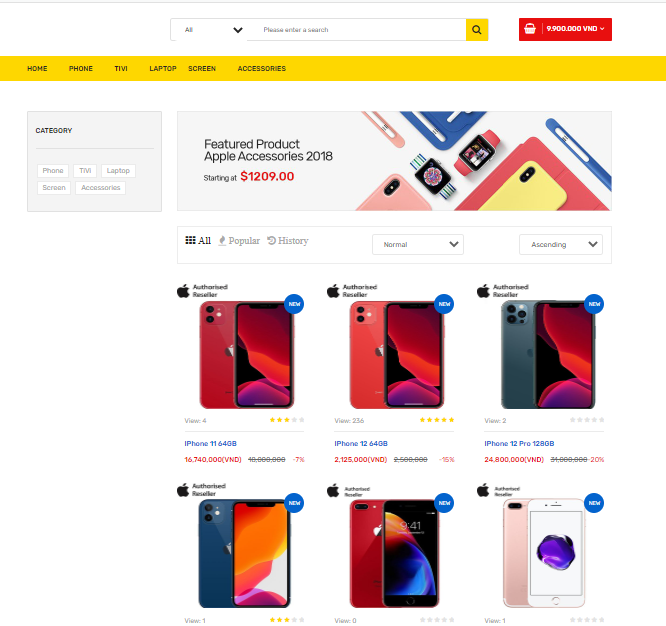 All
Please enter a search
9.900.000 VND
HOME PHONE TIVI LAPTOP SCREEN ACCESSORIES
CATEGORY
Phone TiVi Laptop
Screen Accessories
Featured Product
Apple Accessories 2018
Starting at $1209.00
All Popular History
Normal
Ascending
Authorised
Reseller
NEW
Authorised
Reseller
NEW
Authorised
Reseller
NEW
View: 4
View: 236
View: 2
IPhone 11 64GB
IPhone 12 64GB
IPhone 12 Pro 128GB
16,740,000(VND) 18,000,000 -7%
2,125,000(VND) 2,500,000 -15%
24,800,000(VND) 31,000,000 -20%
Authorised
Reseller
NEW
Authorised
Reseller
NEW
09:41
Authorised
Reseller
NEW
View: 1
View: 0
View: 1